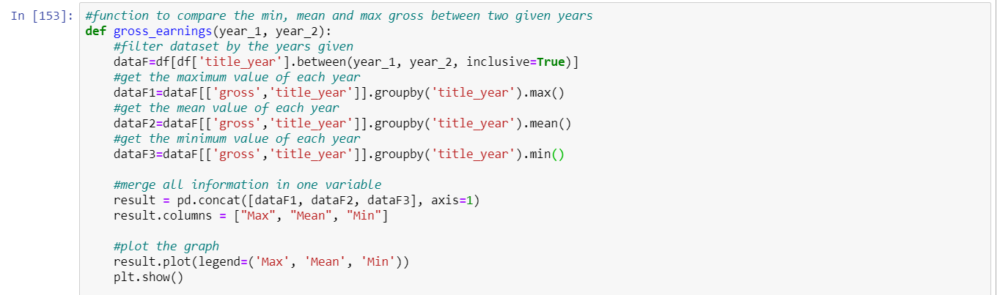 In [153]: #function to compare the min, mean and max gross between two given years
def gross_earnings(year_1, year_2):
    #filter dataset by the years given
    dataF=df[df['title_year'].between(year_1, year_2, inclusive=True)]
    #get the maximum value of each year
    dataF1=dataF[['gross','title_year']].groupby('title_year').max()
    #get the mean value of each year
    dataF2=dataF[['gross','title_year']].groupby('title_year').mean()
    #get the minimum value of each year
    dataF3=dataF[['gross','title_year']].groupby('title_year').min()

    #merge all information in one variable
    result = pd.concat([dataF1, dataF2, dataF3], axis=1)
    result.columns = ["Max", "Mean", "Min"]

    #plot the graph
    result.plot(legend=('Max', 'Mean', 'Min'))
    plt.show()